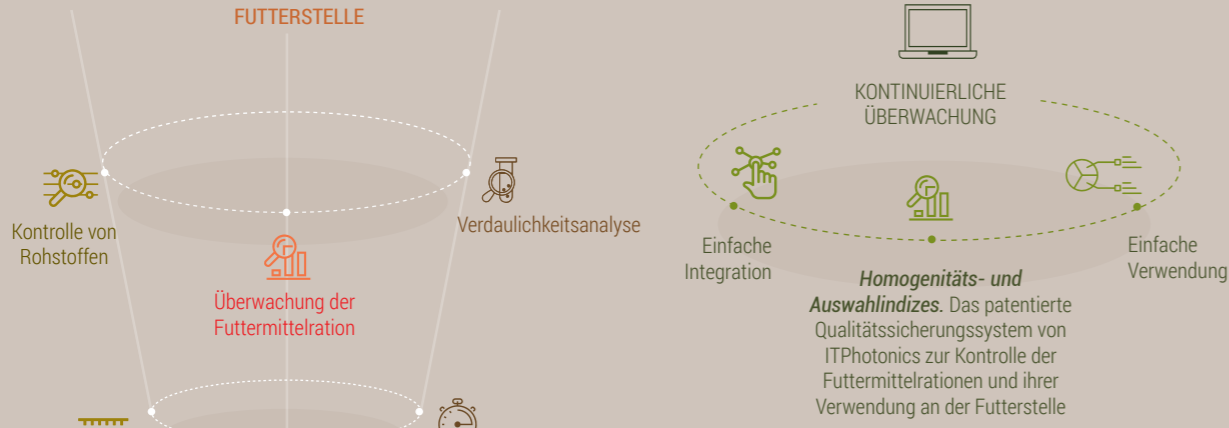 FUTTERSTELLE
Kontrolle von
Rohstoffen
Verdaulichkeitsanalyse
Überwachung der
Futtermittelration
KONTINUIERLICHE
ÜBERWACHUNG
Einfache
Integration
Einfache
Verwendung
Homogenitäts- und
Auswahlindizes. Das patentierte
Qualitätssicherungssystem von
ITPhotonics zur Kontrolle der
Futtermittelrationen und ihrer
Verwendung an der Futterstelle